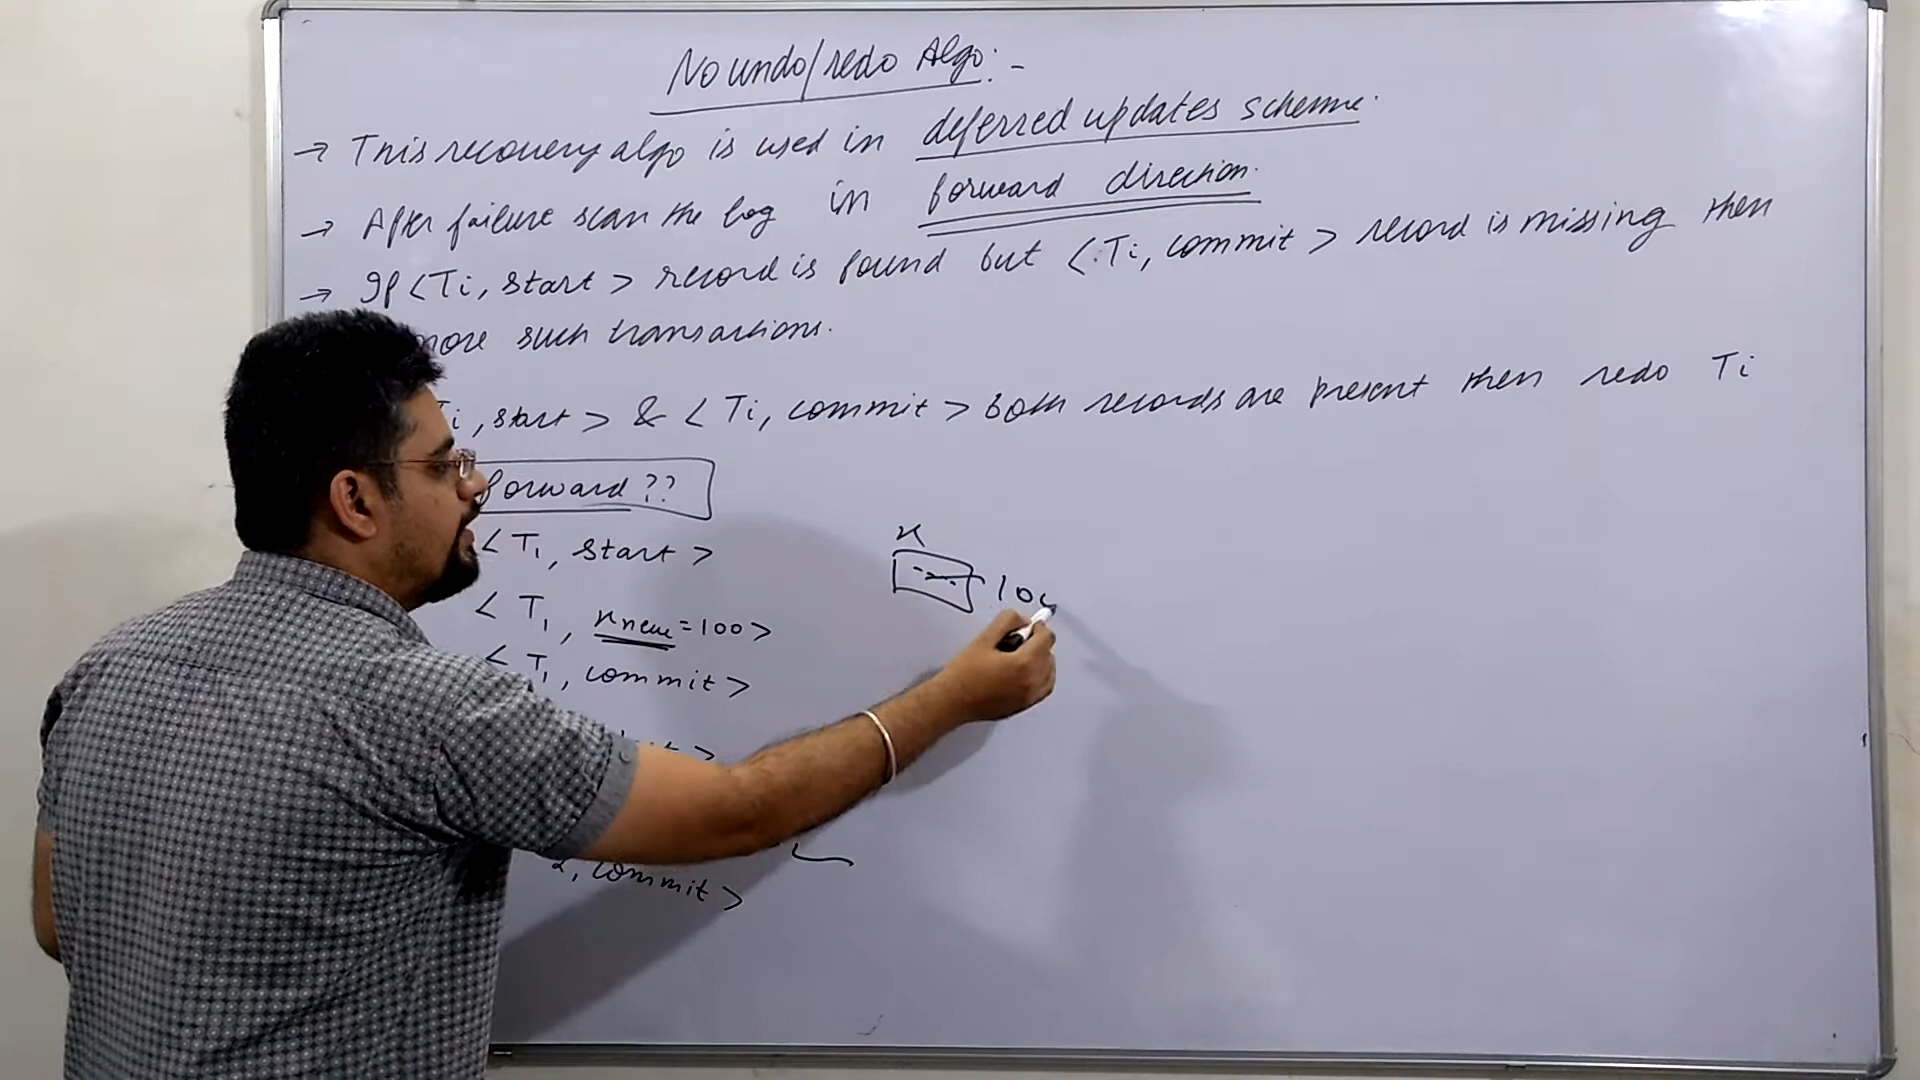 No undo/redo Algo:-
→ This recovery algo is used in deferred updates scheme.
→ After failure scan the log in forward direction.
→ If <Ti, start> record is found but <Ti, commit> record is missing then
such transactions.
Ti, start> & <Ti, commit> both records are present then redo Ti
forward??
<T1, start>
<T1, xnew=100>
<T1, commit>
2, commit>
x
100